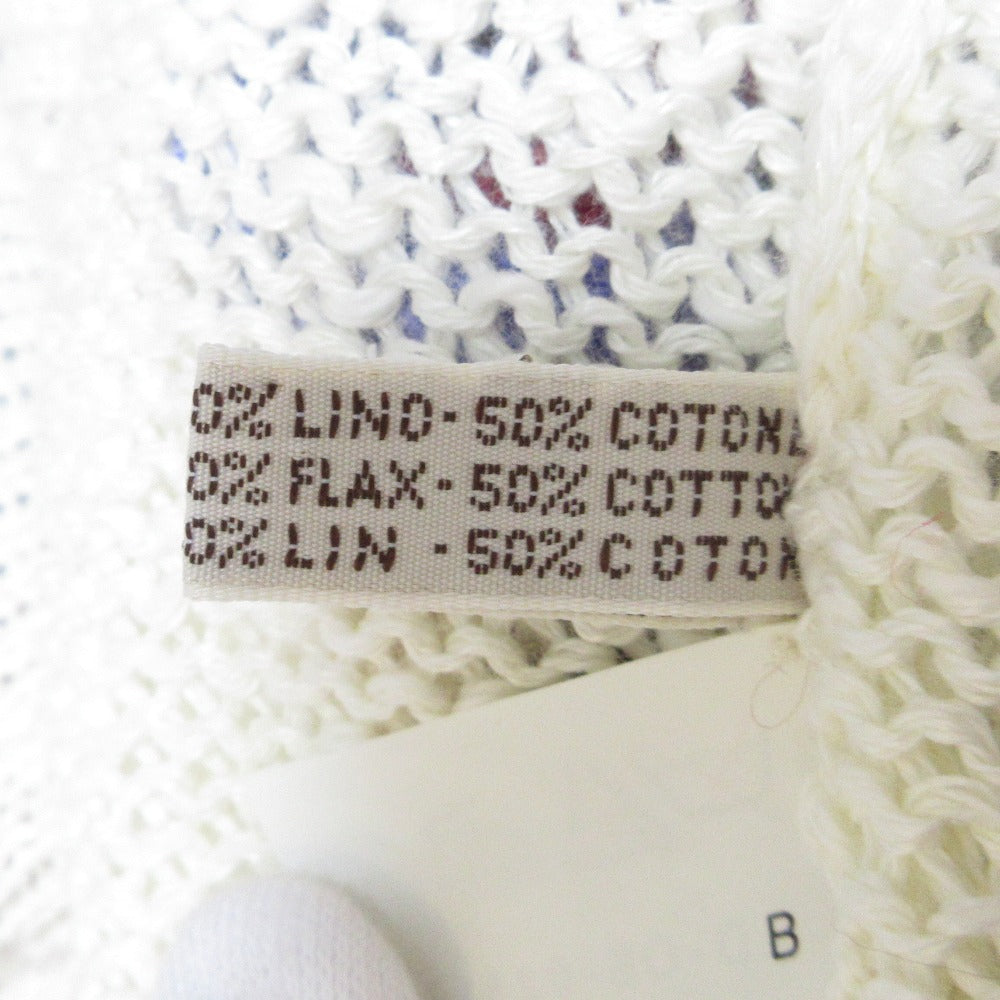 0% LINO- 50% COTONE
0% FLAX- 50% COTTO
0% LIN - 50% COTON
B